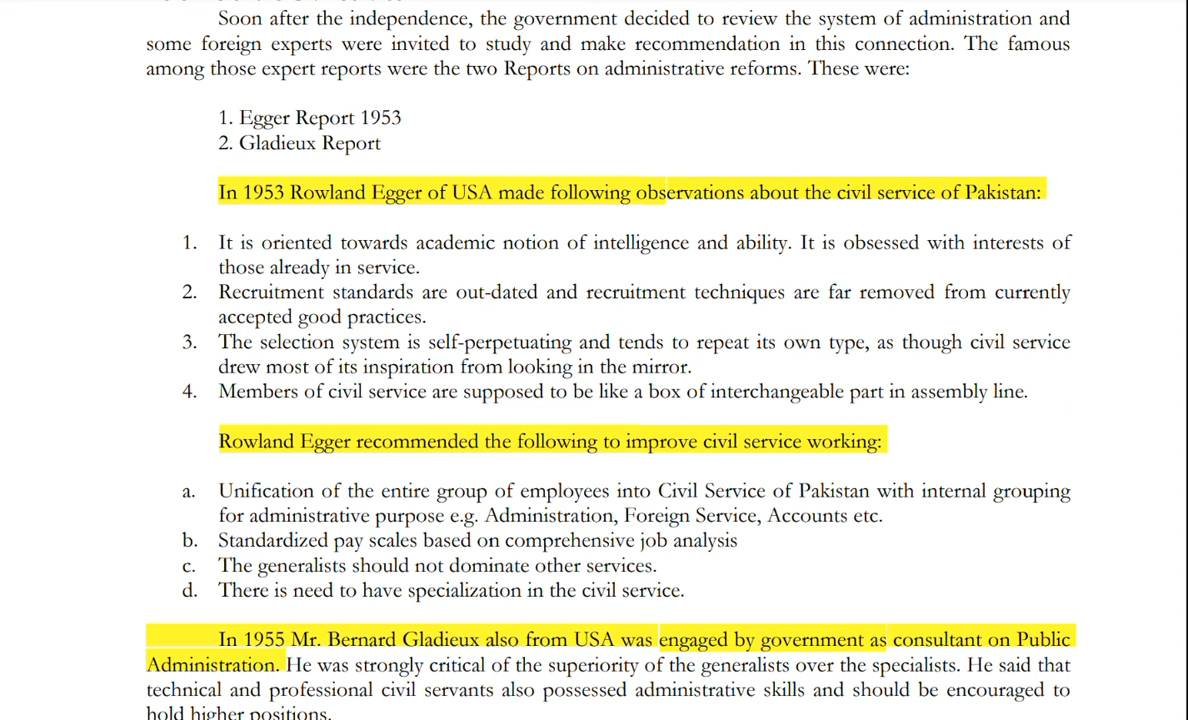 Soon after the independence, the government decided to review the system of administration and
some foreign experts were invited to study and make recommendation in this connection. The famous
among those expert reports were the two Reports on administrative reforms. These were:
1. Egger Report 1953
2. Gladieux Report
In 1953 Rowland Egger of USA made following observations about the civil service of Pakistan:
1. It is oriented towards academic notion of intelligence and ability. It is obsessed with interests of
those already in service.
2. Recruitment standards are out-dated and recruitment techniques are far removed from currently
accepted good practices.
3. The selection system is self-perpetuating and tends to repeat its own type, as though civil service
drew most of its inspiration from looking in the mirror.
4. Members of civil service are supposed to be like a box of interchangeable part in assembly line.
Rowland Egger recommended the following to improve civil service working:
a. Unification of the entire group of employees into Civil Service of Pakistan with internal grouping
for administrative purpose e.g. Administration, Foreign Service, Accounts etc.
b. Standardized pay scales based on comprehensive job analysis
c. The generalists should not dominate other services.
d. There is need to have specialization in the civil service.
In 1955 Mr. Bernard Gladieux also from USA was engaged by government as consultant on Public
Administration. He was strongly critical of the superiority of the generalists over the specialists. He said that
technical and professional civil servants also possessed administrative skills and should be encouraged to
hold higher positions.